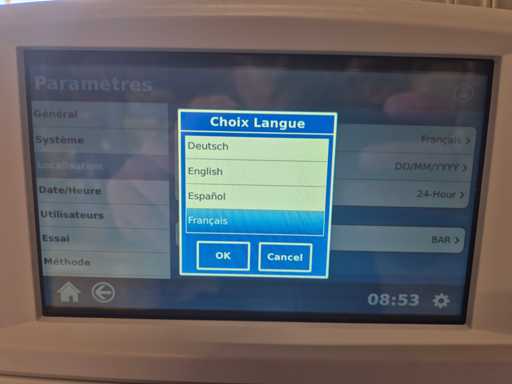 Paramètres
Général
Système
Localisation
Date/Heure
Utilisateurs
Essai
Méthode
Français
DD/MM/YYYY
24-Hour
BAR
Choix Langue
Deutsch
English
Español
Français
OK
Cancel
08:53